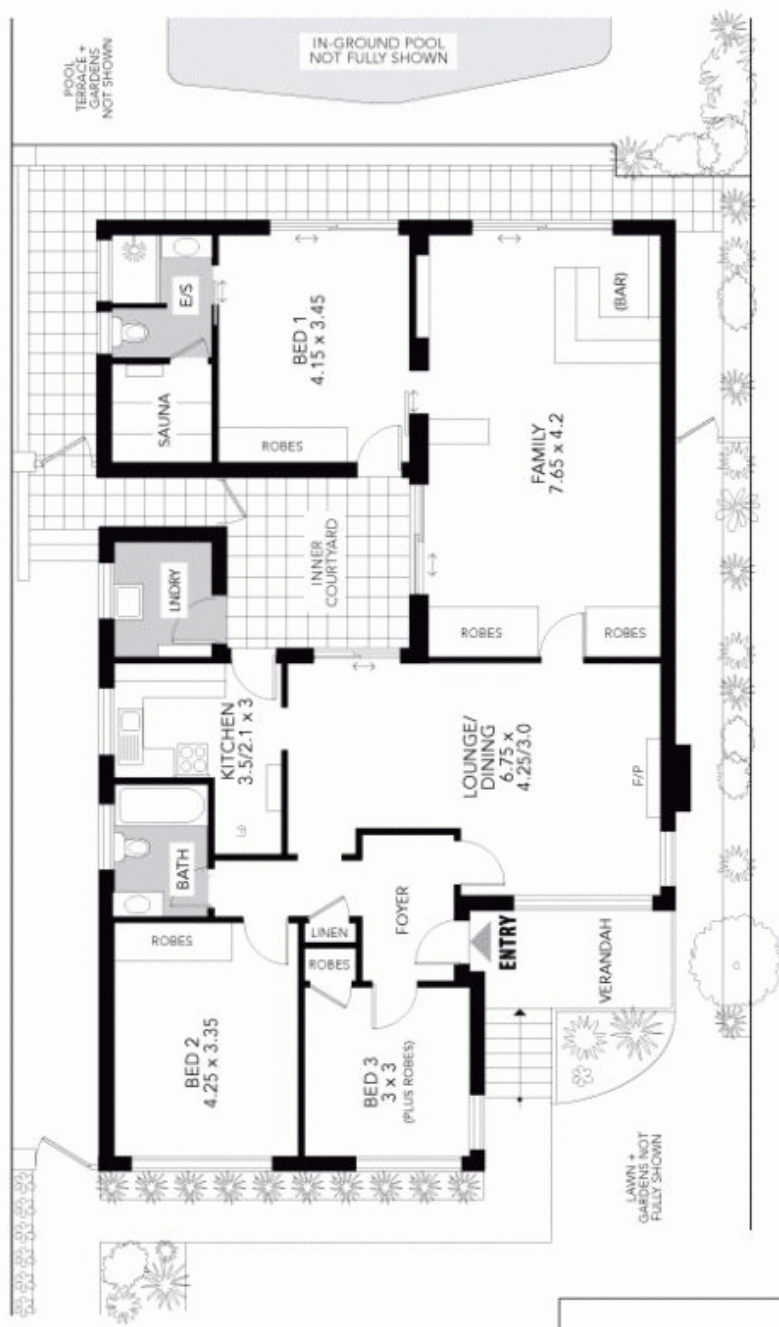 POOL
TERRACE +
GARDENS
NOT SHOWN
IN-GROUND POOL
NOT FULLY SHOWN
E/S
SAUNA
BED 1
4.15 x 3.45
ROBES
(BAR)
FAMILY
7.65 x 4.2
ROBES
ROBES
INNER
COURTYARD
LNDRY
KITCHEN
3.5/2.1 x 3
F/
LOUNGE/
DINING
6.75 x
4.25/3.0
F/P
BATH
ROBES
LINEN
FOYER
ROBES
ENTRY
VERANDAH
BED 2
4.25 x 3.35
BED 3
3 x 3
(PLUS ROBES)
LAWN +
GARDENS NOT
FULLY SHOWN